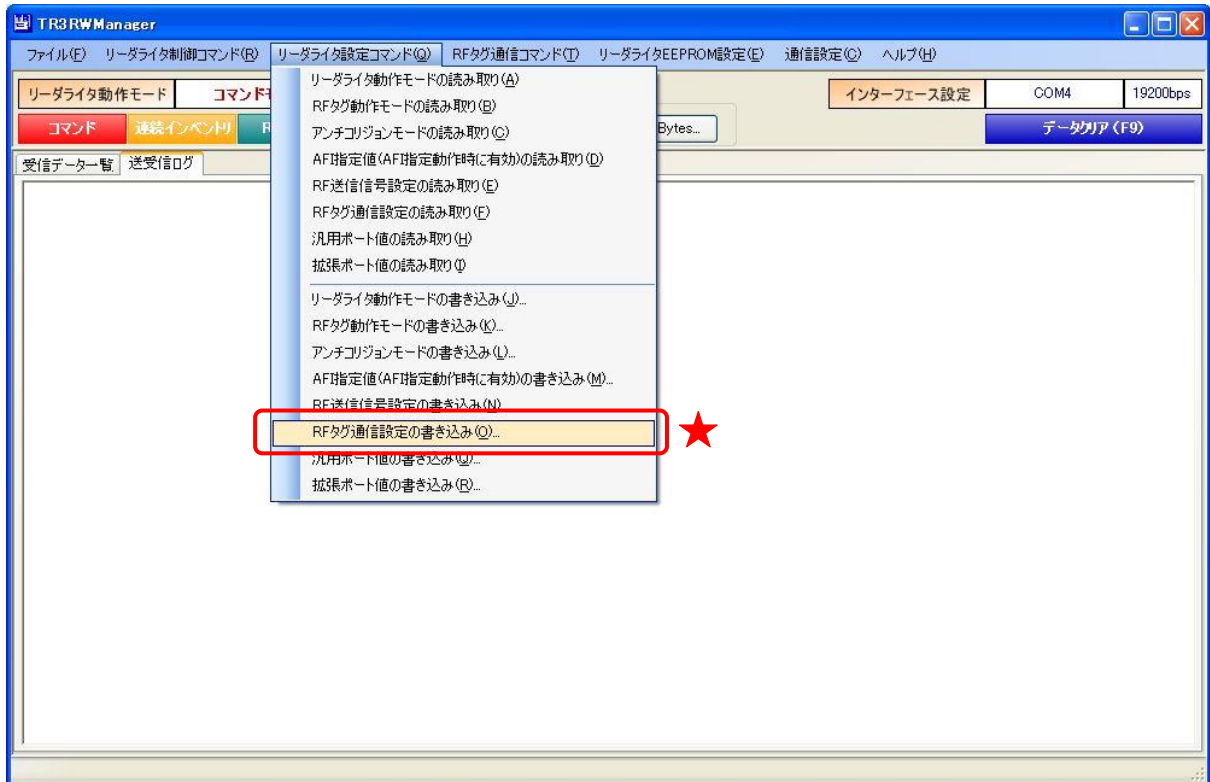 TR3RWManager
ファイル(F) リーダライタ制御コマンド(R) リーダライタ設定コマンド(Q) RFタグ通信コマンド(T) リーダライタEEPROM設定(E) 通信設定(C) ヘルプ(H)
リーダライタ動作モード
インターフェース設定 COM4 19200bps
コマンド 連続インベントリ
Bytes...
データクリア(F9)
受信データ一覧 送受信ログ
リーダライタ動作モードの読み取り(A)
RFタグ動作モードの読み取り(B)
アンチコリジョンモードの読み取り(C)
AFI指定値(AFI指定動作時に有効)の読み取り(D)
RF送信信号設定の読み取り(E)
RFタグ通信設定の読み取り(F)
汎用ポート値の読み取り(H)
拡張ポート値の読み取り(I)
リーダライタ動作モードの書き込み(J)...
RFタグ動作モードの書き込み(K)...
アンチコリジョンモードの書き込み(L)...
AFI指定値(AFI指定動作時に有効)の書き込み(M)...
RF送信信号設定の書き込み(N)
RFタグ通信設定の書き込み(O)...
汎用ポート値の書き込み(Q)...
拡張ポート値の書き込み(R)...